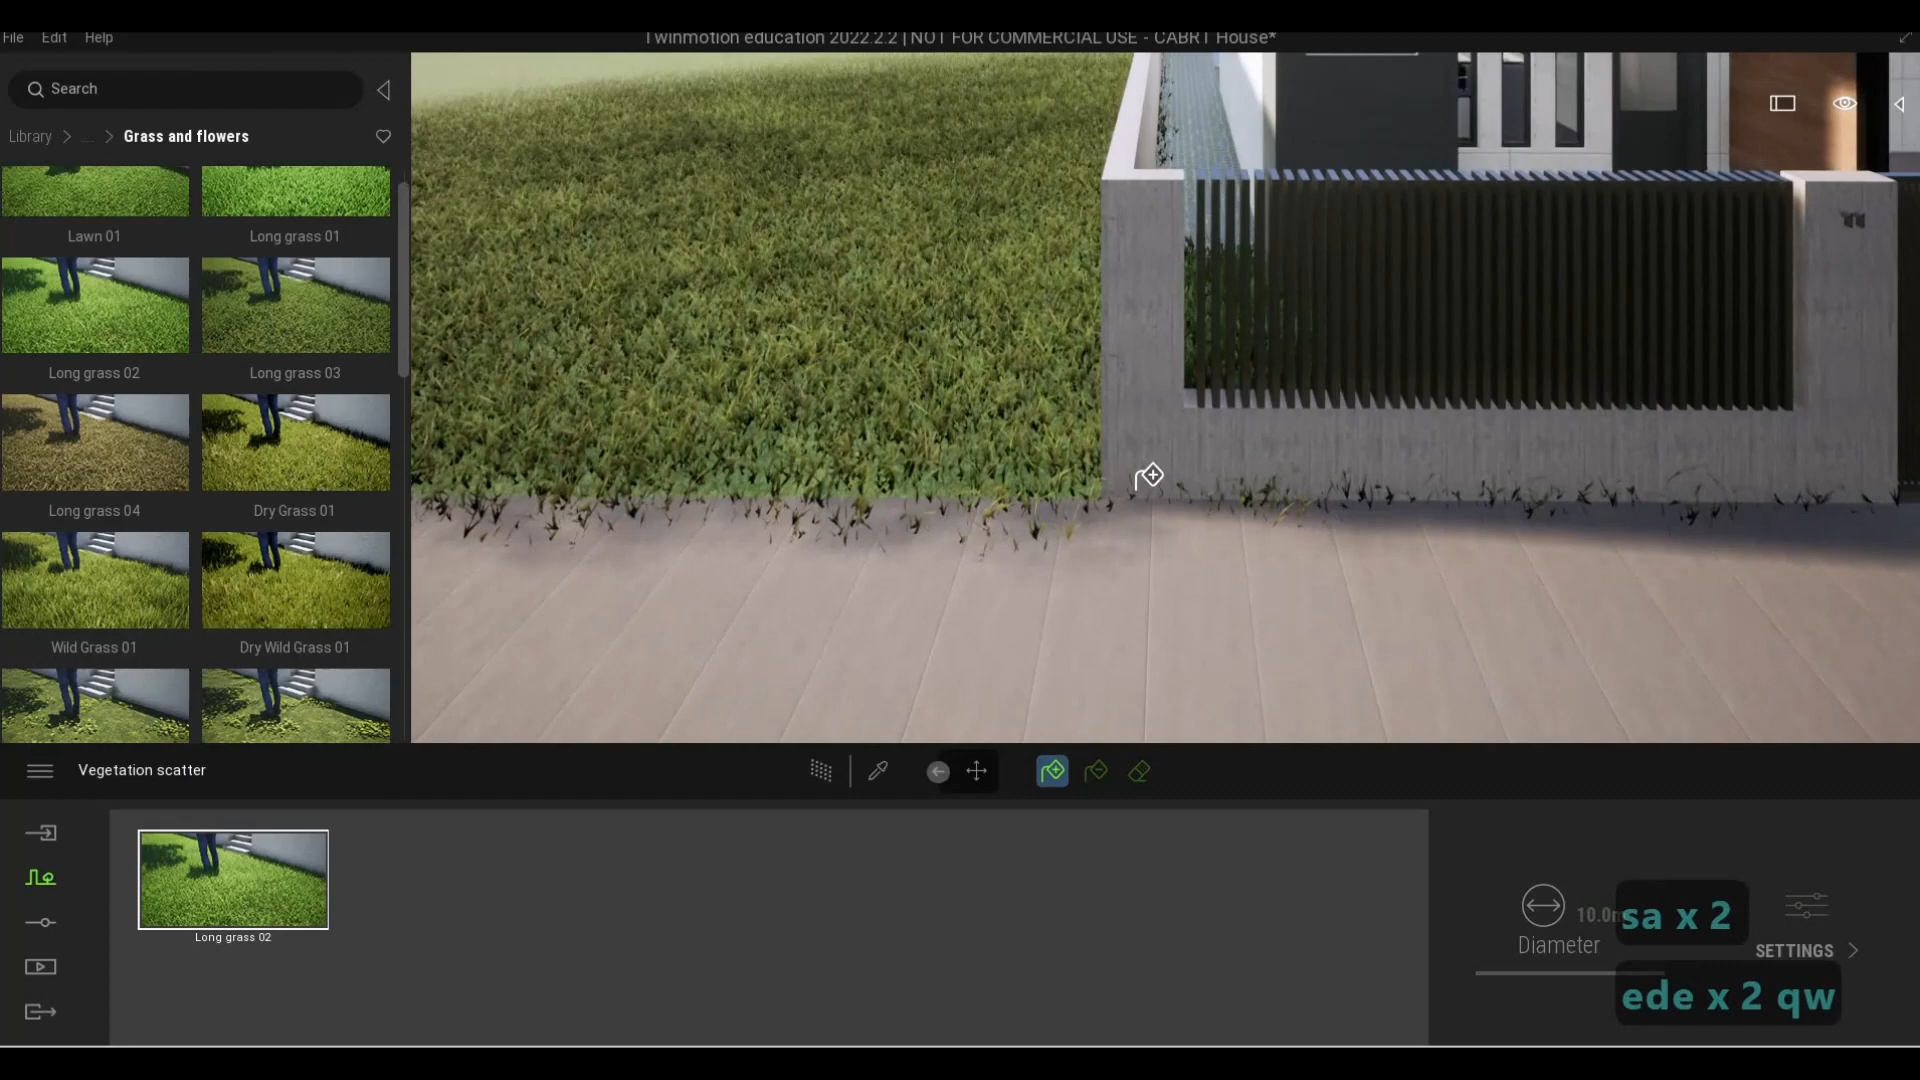 File Edit Help
Twinmotion education 2022.2.2 | NOT FOR COMMERCIAL USE - CABRT House*
Search
Library > ... > Grass and flowers
Lawn 01
Long grass 01
Long grass 02
Long grass 03
Long grass 04
Dry Grass 01
Wild Grass 01
Dry Wild Grass 01
Vegetation scatter
Long grass 02
10.0m
Diameter
sa x 2
SETTINGS >
ede x 2 qw